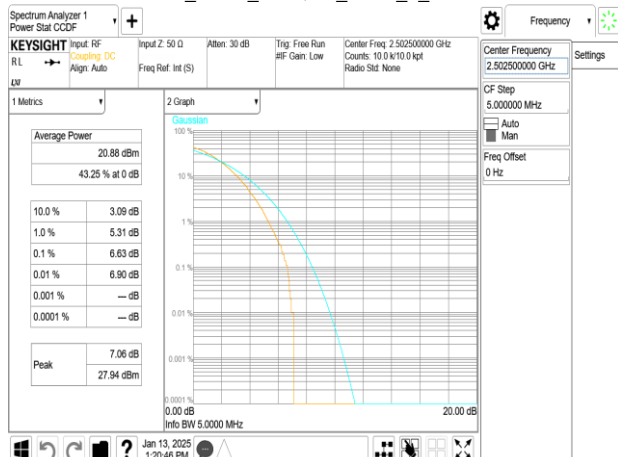 Spectrum Analyzer 1
Power Stat CCDF
+
Frequency
KEYSIGHT
RL
Input: RF
Coupling: DC
Align: Auto
Input Z: 50 Ω
Freq Ref: Int (S)
Atten: 30 dB
Trig: Free Run
#IF Gain: Low
Center Freq: 2.502500000 GHz
Counts: 10.0 k/10.0 kpt
Radio Std: None
Center Frequency
2.502500000 GHz
Settings
CF Step
5.000000 MHz
Auto
Man
Freq Offset
0 Hz
1 Metrics
Average Power
20.88 dBm
43.25 % at 0 dB
10.0 % 3.09 dB
1.0 % 5.31 dB
0.1 % 6.63 dB
0.01 % 6.90 dB
0.001 % --- dB
0.0001 % --- dB
Peak
7.06 dB
27.94 dBm
2 Graph
Gaussian
100 %
10 %
1 %
0.1 %
0.01 %
0.001 %
0.0001 %
0.00 dB 20.00 dB
Info BW 5.0000 MHz
?
Jan 13, 2025
1:20:46 PM